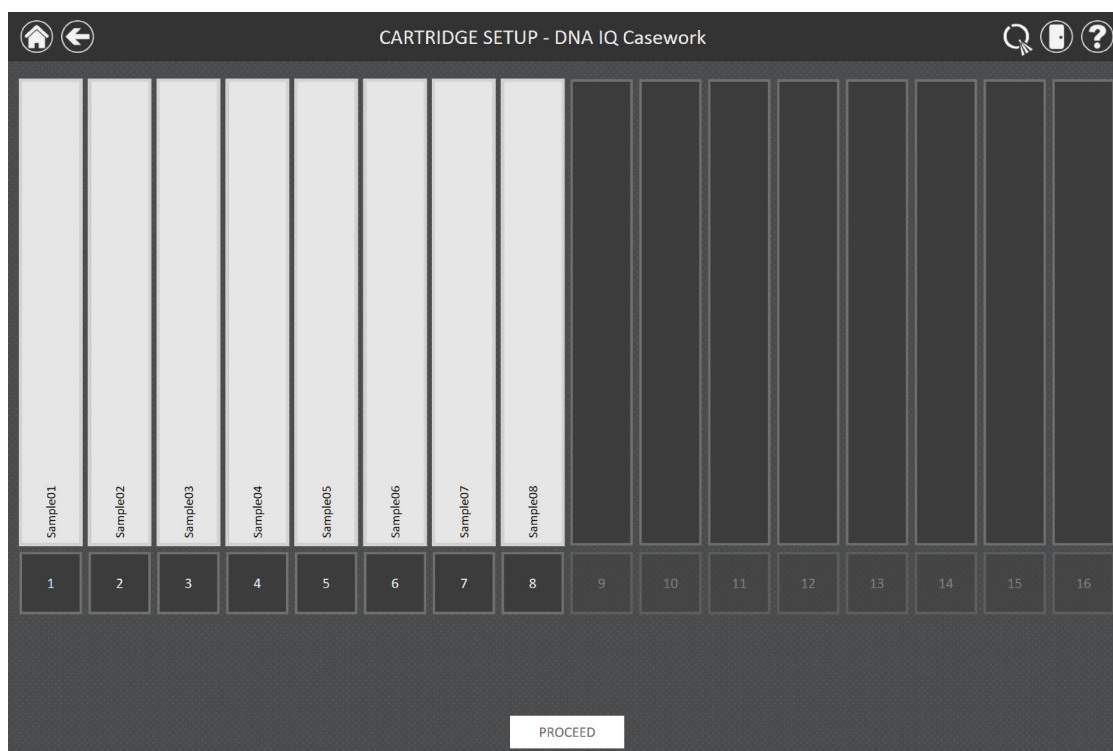 CARTRIDGE SETUP - DNA IQ Casework
?
Sample01
Sample02
Sample03
Sample04
Sample05
Sample06
Sample07
Sample08
1 2 3 4 5 6 7 8 9 10 11 12 13 14 15 16
PROCEED